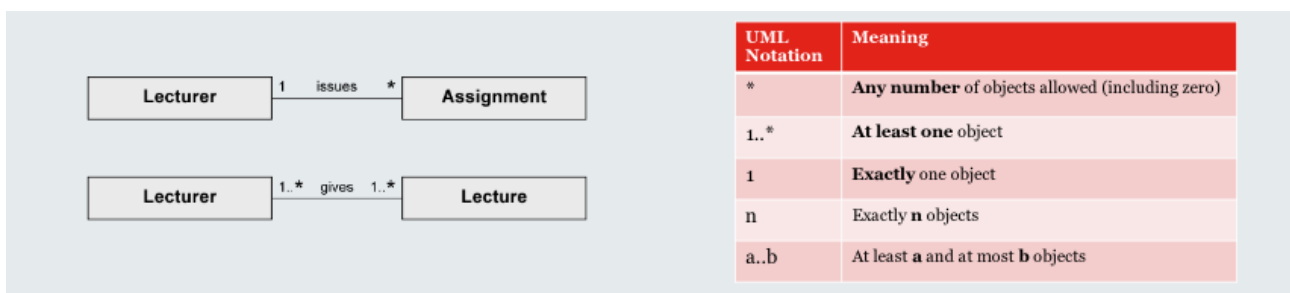 Lecturer 1 issues * Assignment
Lecturer 1..* gives 1..* Lecture
UML Notation Meaning
* Any number of objects allowed (including zero)
1..* At least one object
1 Exactly one object
n Exactly n objects
a..b At least a and at most b objects